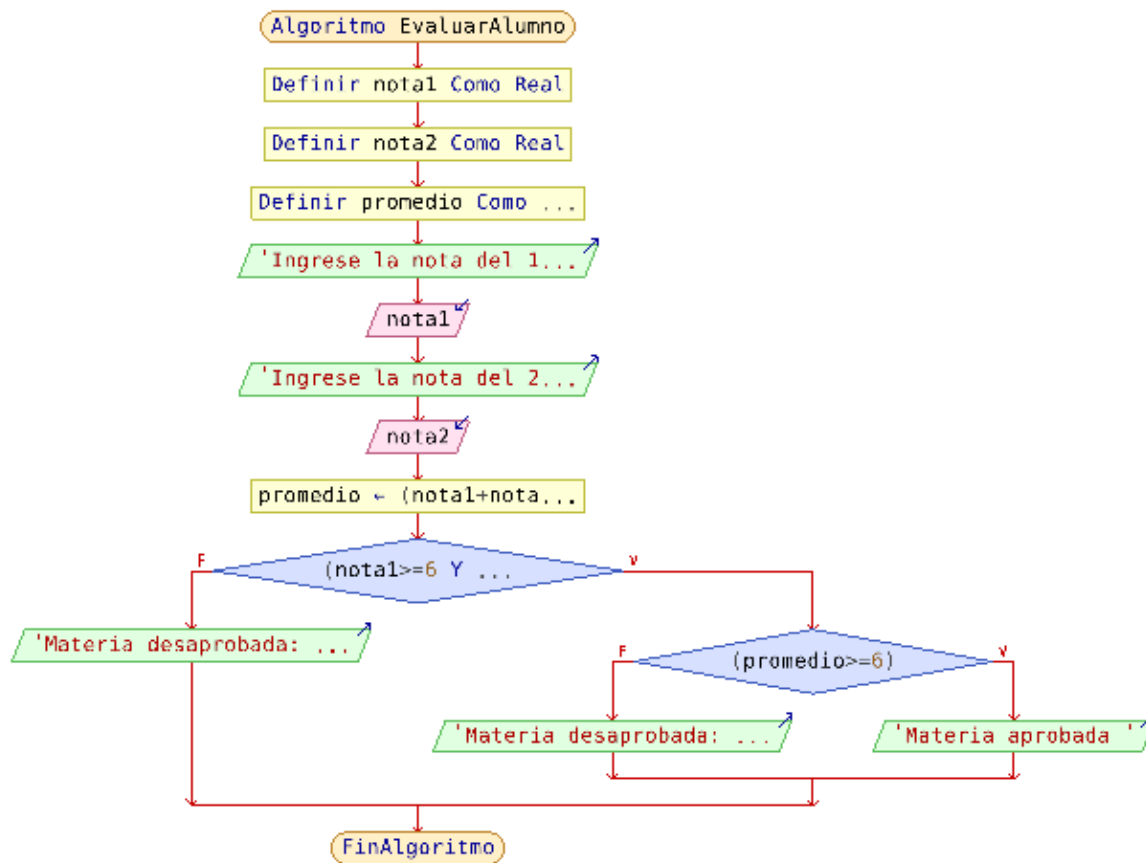 Algoritmo EvaluarAlumno
Definir nota1 Como Real
Definir nota2 Como Real
Definir promedio Como ...
'Ingrese la nota del 1...
nota1
'Ingrese la nota del 2...
nota2
promedio ← (nota1+nota...
F
(nota1>=6 Y ...
V
'Materia desaprobada: ...
F
(promedio>=6)
V
'Materia desaprobada: ...
'Materia aprobada '
FinAlgoritmo